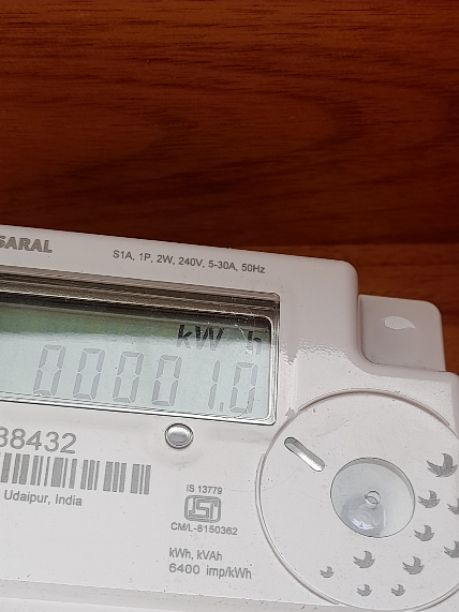 SARAL
S1A, 1P, 2W, 240V, 5-30A, 50Hz
kW h
00001.0
38432
Udaipur, India
IS 13779
ISI
CM/L-8150362
kWh, kVAh
6400 imp/kWh